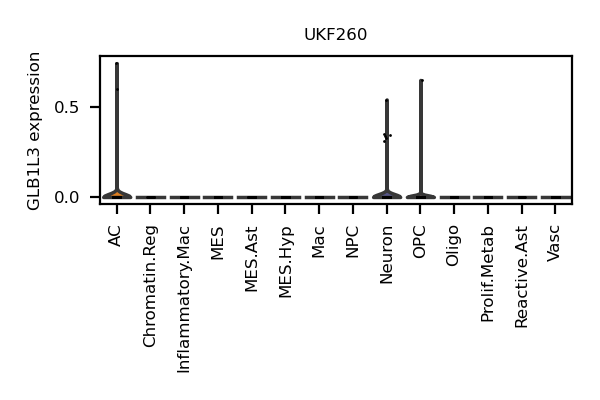 UKF260
GLB1L3 expression
0.5
0.0
AC
Chromatin.Reg
Inflammatory.Mac
MES
MES.Ast
MES.Hyp
Mac
NPC
Neuron
OPC
Oligo
Prolif.Metab
Reactive.Ast
Vasc